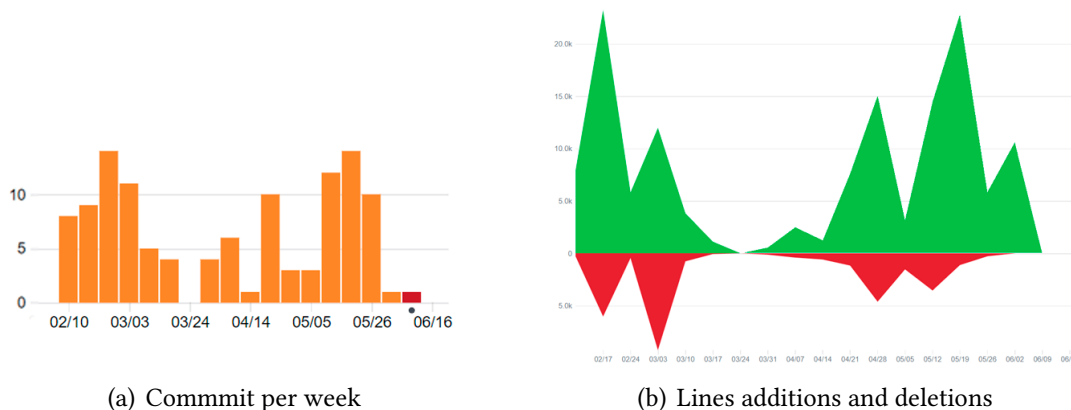 10
5
0
02/10 03/03 03/24 04/14 05/05 05/26 06/16
(a) Commmit per week
20.0k
15.0k
10.0k
5.0k
0
5.0k
02/17 02/24 03/03 03/10 03/17 03/24 03/31 04/07 04/14 04/21 04/28 05/05 05/12 05/19 05/26 06/02 06/09 06/
(b) Lines additions and deletions